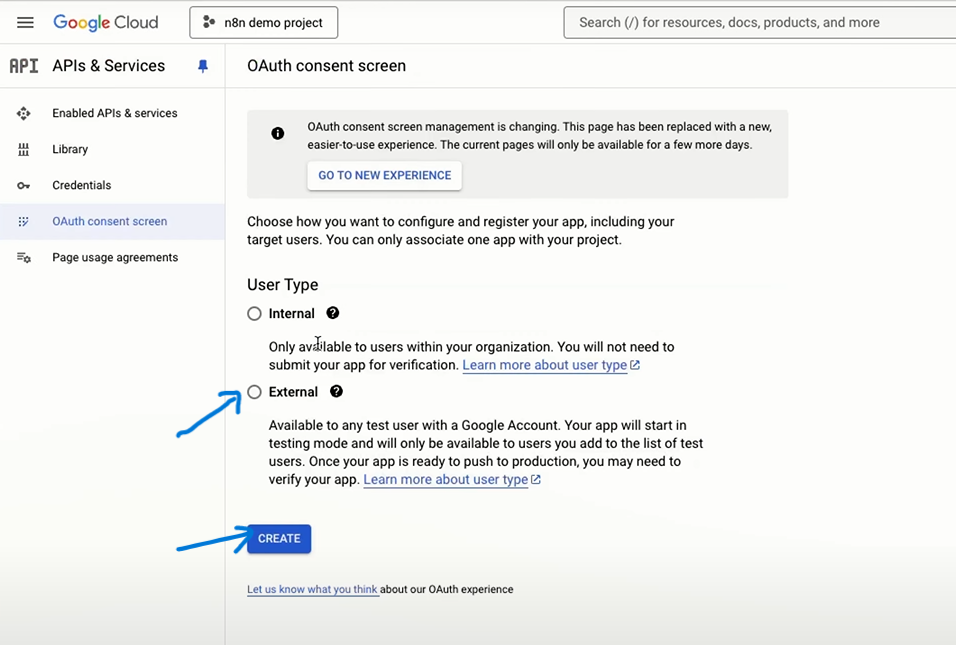 Google Cloud
n8n demo project
Search (/) for resources, docs, products, and more
API
APIs & Services
OAuth consent screen
Enabled APIs & services
Library
Credentials
OAuth consent screen
Page usage agreements
OAuth consent screen management is changing. This page has been replaced with a new,
easier-to-use experience. The current pages will only be available for a few more days.
GO TO NEW EXPERIENCE
Choose how you want to configure and register your app, including your
target users. You can only associate one app with your project.
User Type
Internal
Only available to users within your organization. You will not need to
submit your app for verification. Learn more about user type
External
Available to any test user with a Google Account. Your app will start in
testing mode and will only be available to users you add to the list of test
users. Once your app is ready to push to production, you may need to
verify your app. Learn more about user type
CREATE
Let us know what you think about our OAuth experience